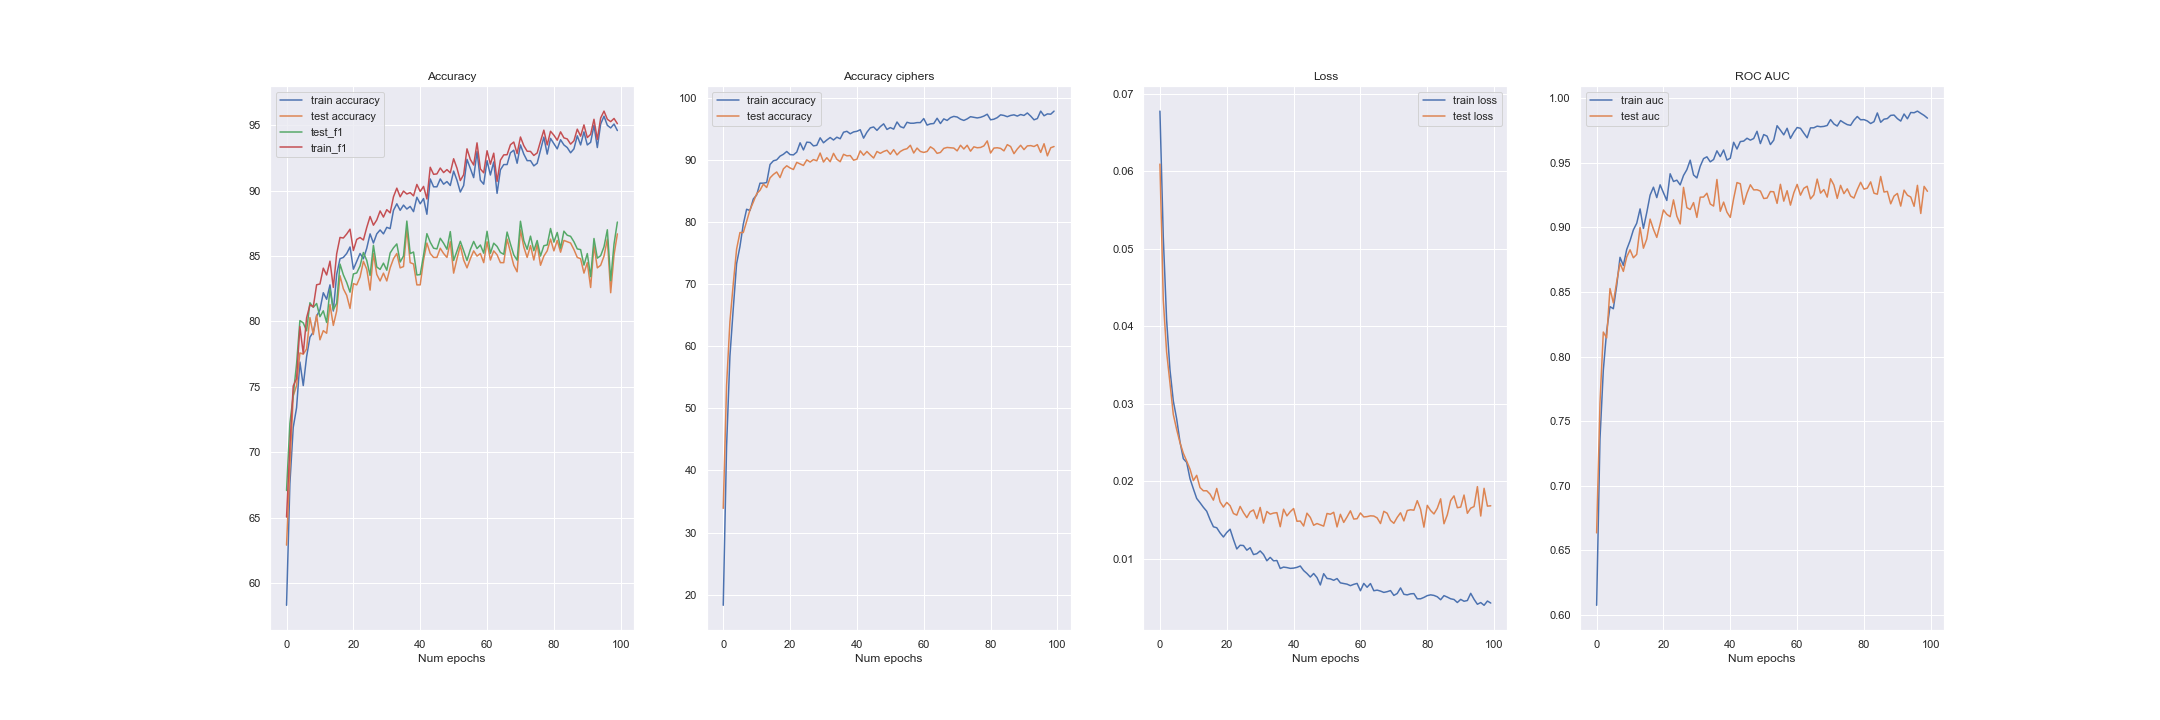 Accuracy
train accuracy
test accuracy
test_f1
train_f1
95
90
85
80
75
70
65
60
0 20 40 60 80 100
Num epochs
Accuracy ciphers
train accuracy
test accuracy
100
90
80
70
60
50
40
30
20
0 20 40 60 80 100
Num epochs
Loss
train loss
test loss
0.07
0.06
0.05
0.04
0.03
0.02
0.01
0 20 40 60 80 100
Num epochs
ROC AUC
train auc
test auc
1.00
0.95
0.90
0.85
0.80
0.75
0.70
0.65
0.60
0 20 40 60 80 100
Num epochs